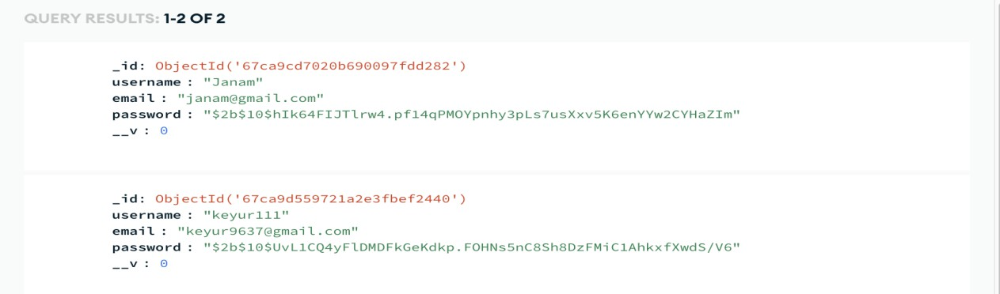 QUERY RESULTS: 1-2 OF 2
_id: ObjectId('67ca9cd7020b690097fdd282')
username : "Janam"
email : "janam@gmail.com"
password : "$2b$10$hIk64FIJTlrw4.pf14qPMOYpnhy3pLs7usXxv5K6enYYw2CYHaZIm"
__v : 0
_id: ObjectId('67ca9d559721a2e3fbef2440')
username : "keyur111"
email : "keyur9637@gmail.com"
password : "$2b$10$UvL1CQ4yFlDMDFkGeKdkp.FOHNs5nC8Sh8DzFMiC1AhkxfXwdS/V6"
__v : 0